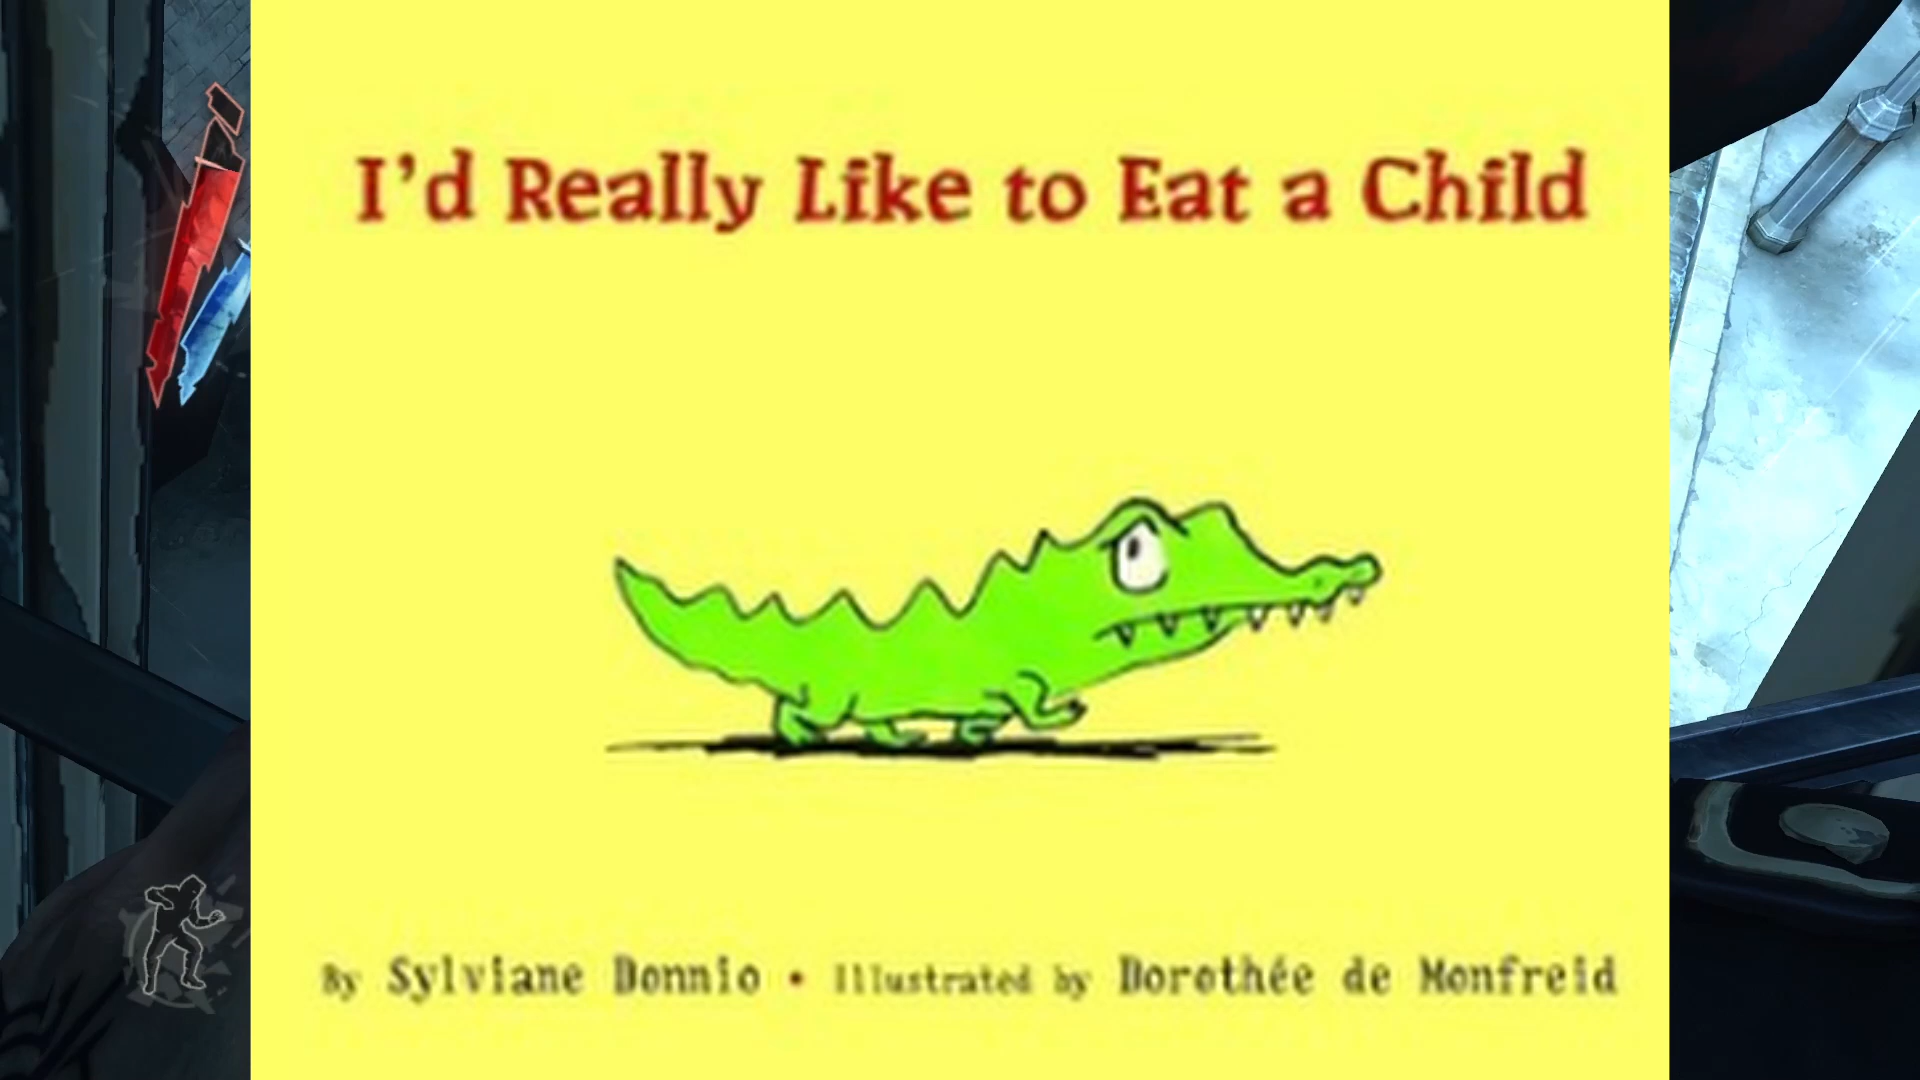 I'd Really Like to Eat a Child
By Sylviane Donnio • Illustrated by Dorothée de Monfreid